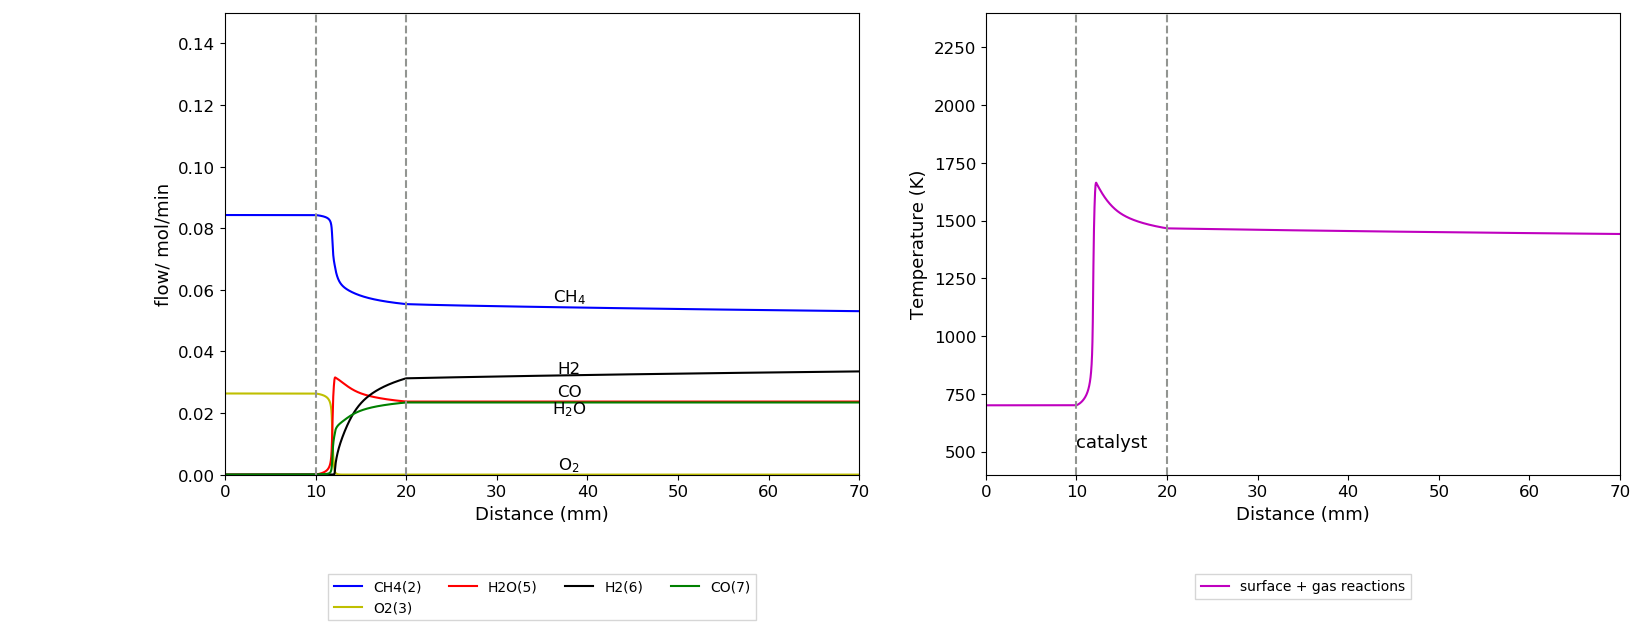 0.14
0.12
0.10
0.08
0.06
0.04
0.02
0.00
flow/ mol/min
CH₄
H2
CO
H₂O
O₂
0 10 20 30 40 50 60 70
Distance (mm)
CH4(2) H2O(5) H2(6) CO(7)
O2(3)
2250
2000
1750
1500
1250
1000
750
500
Temperature (K)
catalyst
0 10 20 30 40 50 60 70
Distance (mm)
surface + gas reactions